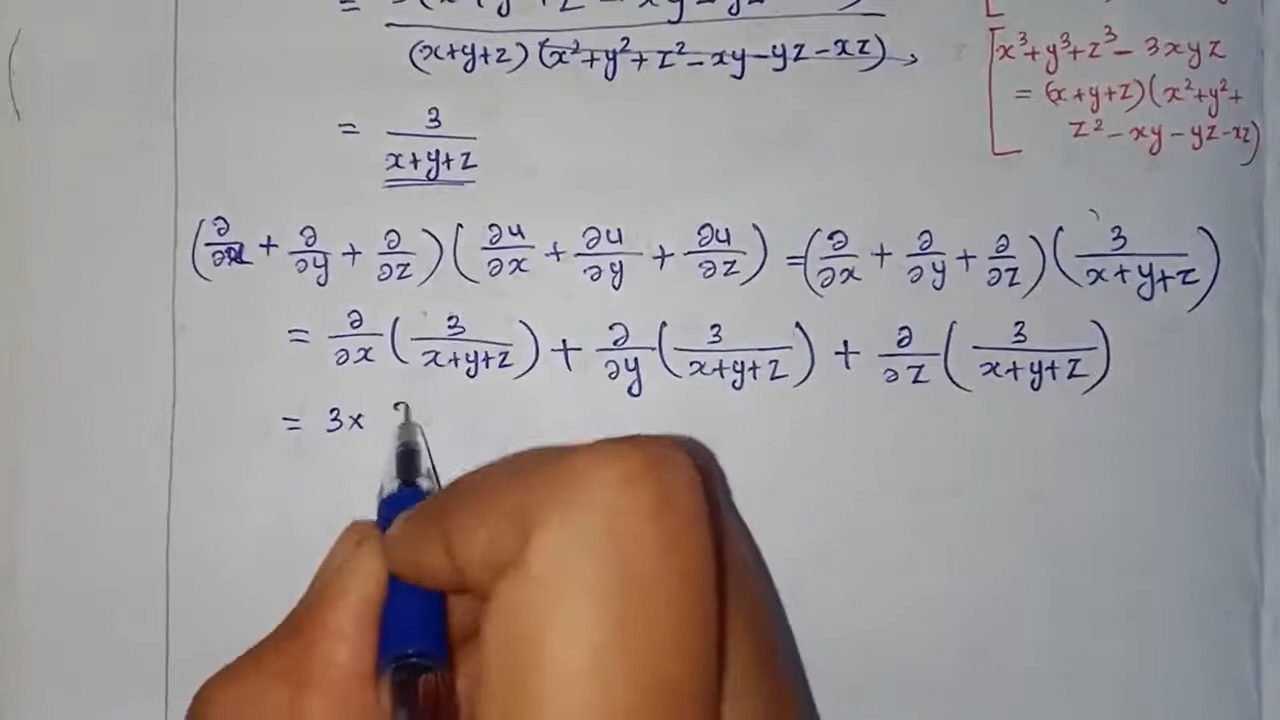 (x+y+z) (x²+y²+z²-xy-yz-xz)
x³+y³+z³-3xyz
= (x+y+z)(x²+y²+
z²-xy-yz-xz)
= 3/(x+y+z)
(∂/∂x + ∂/∂y + ∂/∂z)(∂u/∂x + ∂u/∂y + ∂u/∂z) = (∂/∂x + ∂/∂y + ∂/∂z)(3/(x+y+z))
= ∂/∂x (3/(x+y+z)) + ∂/∂y (3/(x+y+z)) + ∂/∂z (3/(x+y+z))
= 3×